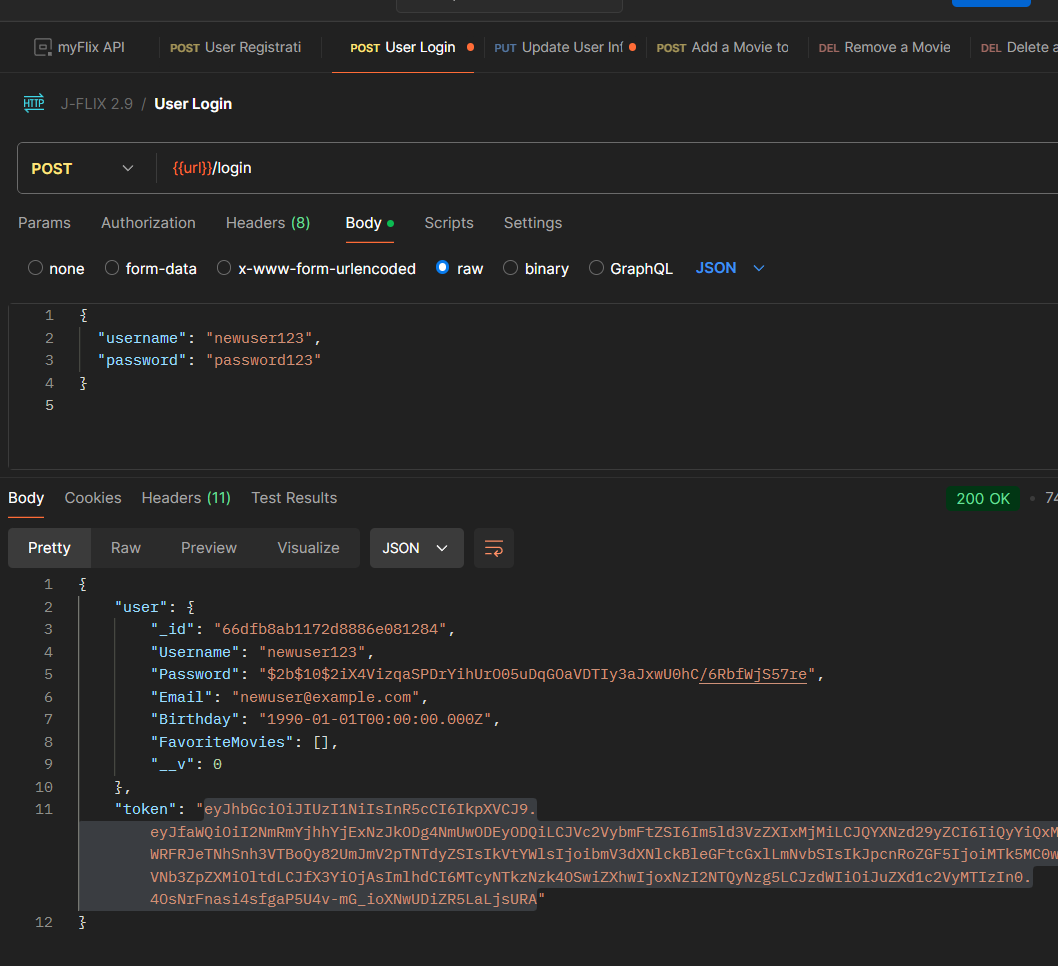 myFlix API
POST User Registrati
POST User Login
PUT Update User Inf
POST Add a Movie to
DEL Remove a Movie
DEL Delete a
HTTP J-FLIX 2.9 / User Login
POST {{url}}/login
Params Authorization Headers (8) Body Scripts Settings
none form-data x-www-form-urlencoded raw binary GraphQL JSON
1 {
2 "username": "newuser123",
3 "password": "password123"
4 }
5
Body Cookies Headers (11) Test Results 200 OK • 74
Pretty Raw Preview Visualize JSON
1 {
2 "user": {
3 "_id": "66dfb8ab1172d8886e081284",
4 "Username": "newuser123",
5 "Password": "$2b$10$2iX4VizqaSPDrYihUrO05uDqGOaVDTIy3aJxwU0hC/6RbfWjS57re",
6 "Email": "newuser@example.com",
7 "Birthday": "1990-01-01T00:00:00.000Z",
8 "FavoriteMovies": [],
9 "__v": 0
10 },
11 "token": "eyJhbGciOiJIUzI1NiIsInR5cCI6IkpXVCJ9.
eyJfaWQiOiI2NmRmYjhhYjExNzJkODg4NmUwODEyODQiLCJVc2VybmFtZSI6Im5ld3VzZXIxMjMiLCJQYXNzd29yZCI6IiQyYiQxM
WRFRJeTNhSnh3VTBoQy82UmJmV2pTNTdyZSIsIkVtYWlsIjoibmV3dXNlckBleGFtcGxlLmNvbSIsIkJpcnRoZGF5IjoiMTk5MC0w
VNb3ZpZXMiOltdLCJfX3YiOjAsImlhdCI6MTcyNTkzNzk4OSwiZXhwIjoxNzI2NTQyNzg5LCJzdWIiOiJuZXd1c2VyMTIzIn0.
4OsNrFnasi4sfgaP5U4v-mG_ioXNwUDiZR5LaLjsURA"
12 }